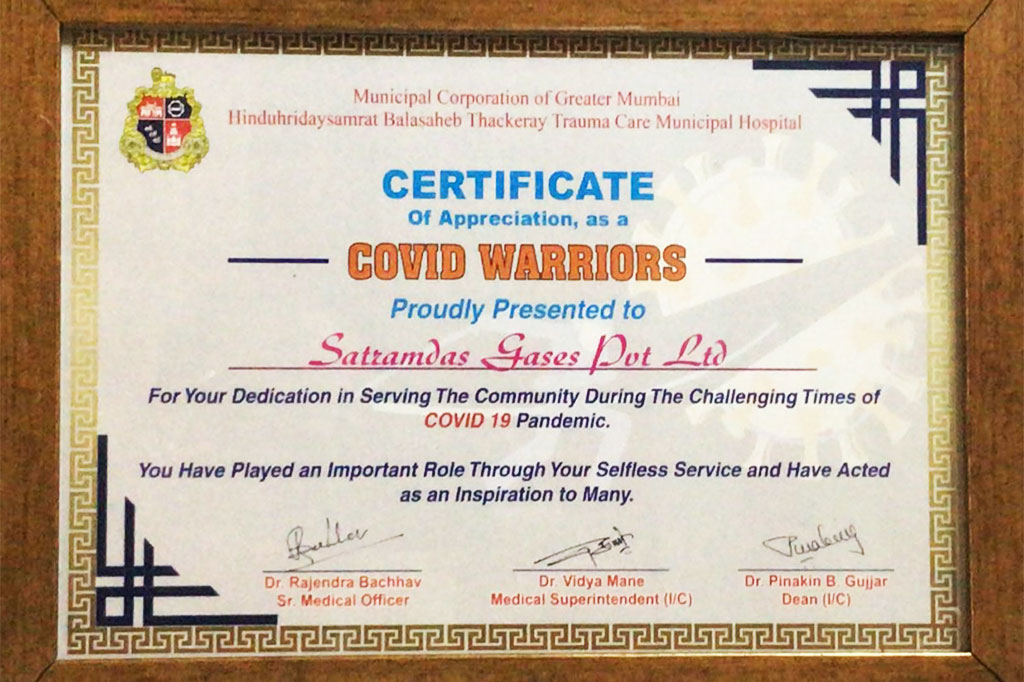 Municipal Corporation of Greater Mumbai
Hinduhridaysamrat Balasaheb Thackeray Trauma Care Municipal Hospital
CERTIFICATE
Of Appreciation, as a
COVID WARRIORS
Proudly Presented to
Satramdas Gases Pvt Ltd
For Your Dedication in Serving The Community During The Challenging Times of
COVID 19 Pandemic.
You Have Played an Important Role Through Your Selfless Service and Have Acted
as an Inspiration to Many.
Dr. Rajendra Bachhav
Sr. Medical Officer
Dr. Vidya Mane
Medical Superintendent (I/C)
Dr. Pinakin B. Gujjar
Dean (I/C)